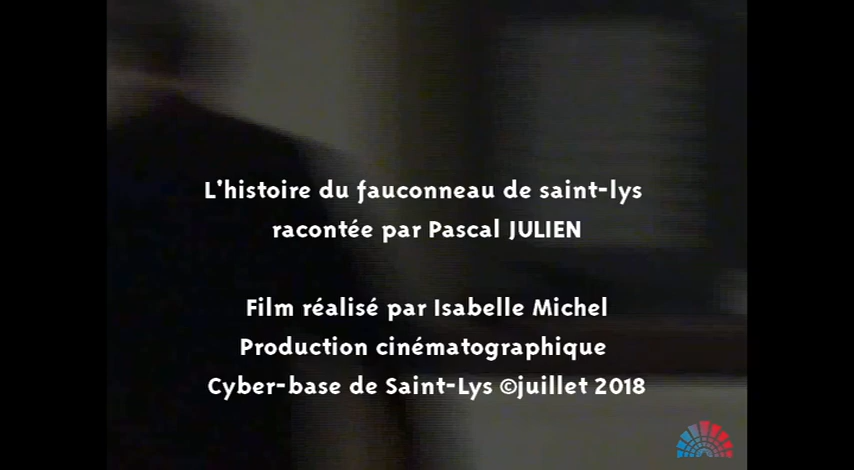 L'histoire du fauconneau de saint-lys
racontée par Pascal JULIEN
Film réalisé par Isabelle Michel
Production cinématographique
Cyber-base de Saint-Lys ©juillet 2018